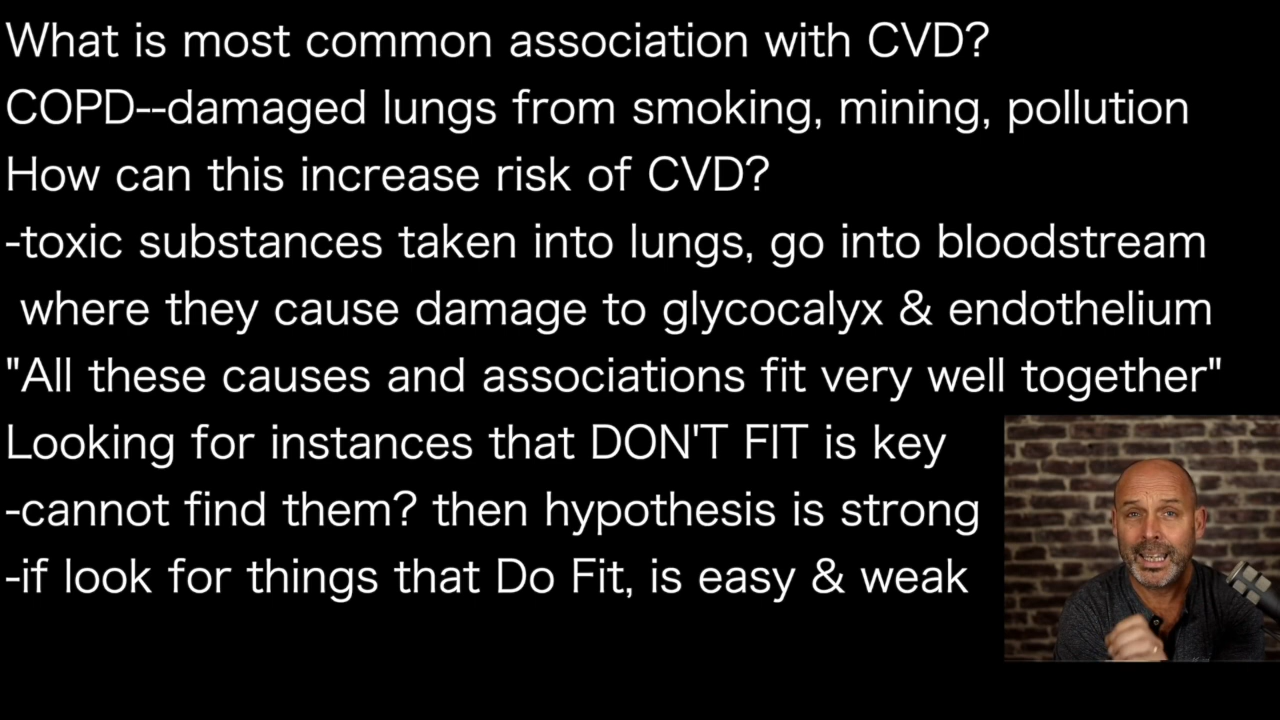 What is most common association with CVD?
COPD--damaged lungs from smoking, mining, pollution
How can this increase risk of CVD?
-toxic substances taken into lungs, go into bloodstream
where they cause damage to glycocalyx & endothelium
"All these causes and associations fit very well together"
Looking for instances that DON'T FIT is key
-cannot find them? then hypothesis is strong
-if look for things that Do Fit, is easy & weak